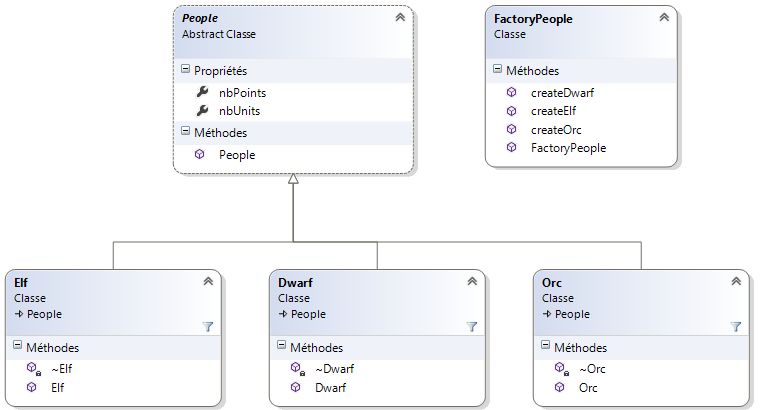 People
Abstract Classe
Propriétés
nbPoints
nbUnits
Méthodes
People
FactoryPeople
Classe
Méthodes
createDwarf
createElf
createOrc
FactoryPeople
Elf
Classe
People
Méthodes
~Elf
Elf
Dwarf
Classe
People
Méthodes
~Dwarf
Dwarf
Orc
Classe
People
Méthodes
~Orc
Orc